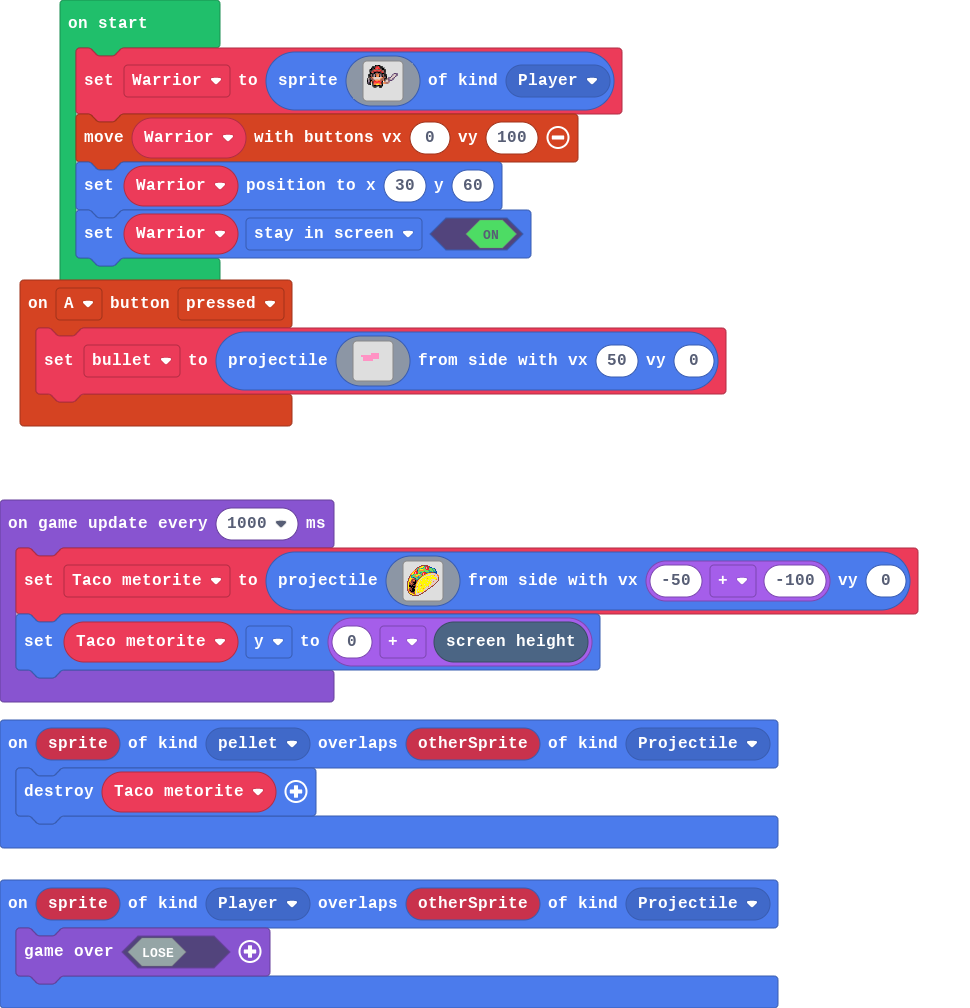 on start
set Warrior to sprite of kind Player
move Warrior with buttons vx 0 vy 100
set Warrior position to x 30 y 60
set Warrior stay in screen ON
on A button pressed
set bullet to projectile from side with vx 50 vy 0
on game update every 1000 ms
set Taco metorite to projectile from side with vx -50 + -100 vy 0
set Taco metorite y to 0 + screen height
on sprite of kind pellet overlaps otherSprite of kind Projectile
destroy Taco metorite
on sprite of kind Player overlaps otherSprite of kind Projectile
game over LOSE